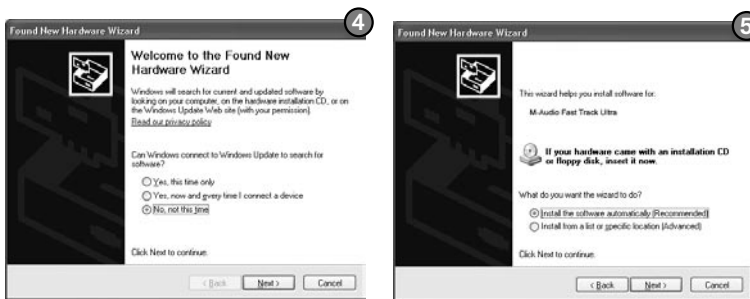 4
Found New Hardware Wizard
Welcome to the Found New
Hardware Wizard
Windows will search for current and updated software by
looking on your computer, on the hardware installation CD, or on
the Windows Update Web site (with your permission).
Read our privacy policy
Can Windows connect to Windows Update to search for
software?
Yes, this time only
Yes, now and every time I connect a device
No, not this time
Click Next to continue.
< Back
Next >
Cancel
5
Found New Hardware Wizard
This wizard helps you install software for:
M-Audio Fast Track Ultra
If your hardware came with an installation CD
or floppy disk, insert it now.
What do you want the wizard to do?
Install the software automatically (Recommended)
Install from a list or specific location (Advanced)
Click Next to continue.
< Back
Next >
Cancel